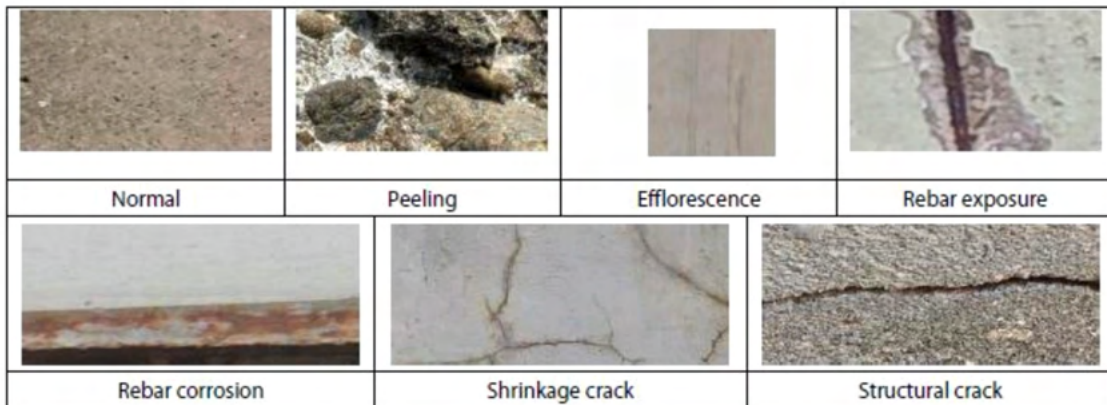 Normal
Peeling
Efflorescence
Rebar exposure
Rebar corrosion
Shrinkage crack
Structural crack